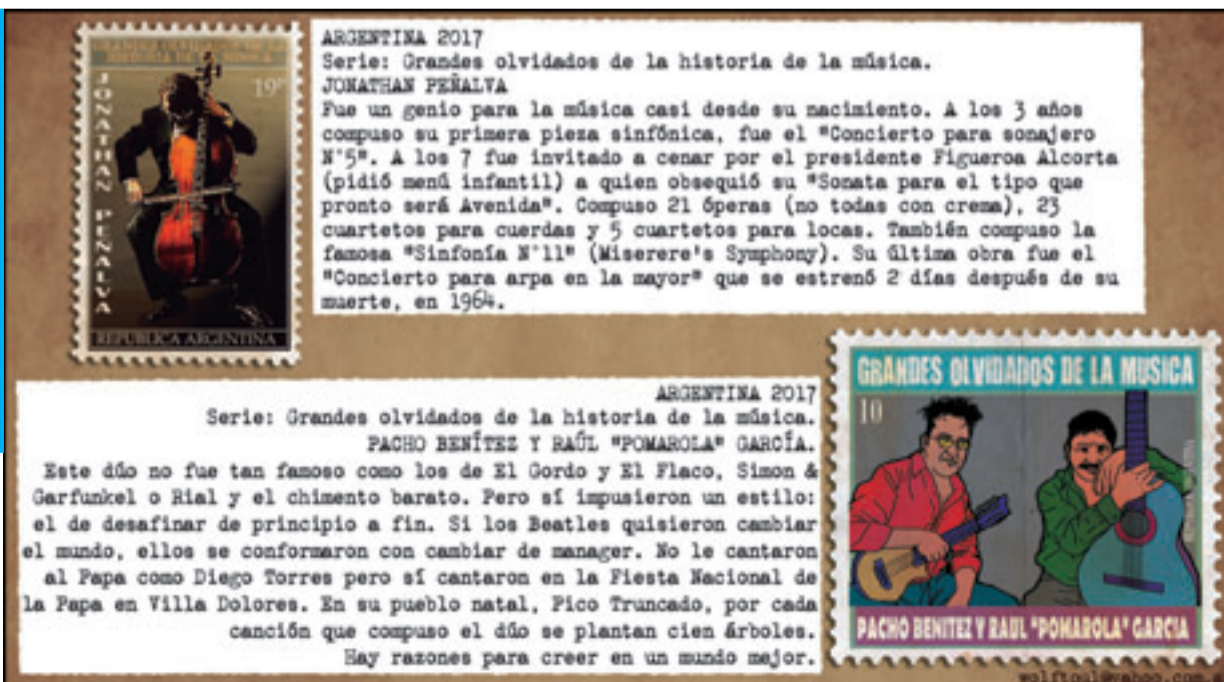 GRANDES OLVIDADOS DE LA
HISTORIA DE LA MÚSICA
19
JONATHAN PEÑALVA
REPUBLICA ARGENTINA
ARGENTINA 2017
Serie: Grandes olvidados de la historia de la música.
JONATHAN PEÑALVA
Fue un genio para la música casi desde su nacimiento. A los 3 años
compuso su primera pieza sinfónica, fue el "Concierto para sonajero
N°5". A los 7 fue invitado a cenar por el presidente Figueroa Alcorta
(pidió menú infantil) a quien obsequió su "Sonata para el tipo que
pronto será Avenida". Compuso 21 óperas (no todas con crema), 23
cuartetos para cuerdas y 5 cuartetos para locas. También compuso la
famosa "Sinfonía N°11" (Miserere's Symphony). Su última obra fue el
"Concierto para arpa en la mayor" que se estrenó 2 días después de su
muerte, en 1964.
ARGENTINA 2017
Serie: Grandes olvidados de la historia de la música.
PACHO BENÍTEZ Y RAÚL "POMAROLA" GARCÍA.
Este dúo no fue tan famoso como los de El Gordo y El Flaco, Simon &
Garfunkel o Rial y el chimento barato. Pero sí impusieron un estilo:
el de desafinar de principio a fin. Si los Beatles quisieron cambiar
el mundo, ellos se conformaron con cambiar de manager. No le cantaron
al Papa como Diego Torres pero sí cantaron en la Fiesta Nacional de
la Papa en Villa Dolores. En su pueblo natal, Pico Truncado, por cada
canción que compuso el dúo se plantan cien árboles.
Hay razones para creer en un mundo mejor.
GRANDES OLVIDADOS DE LA MUSICA
10
REPUBLICA ARGENTINA
PACHO BENITEZ Y RAUL "POMAROLA" GARCIA